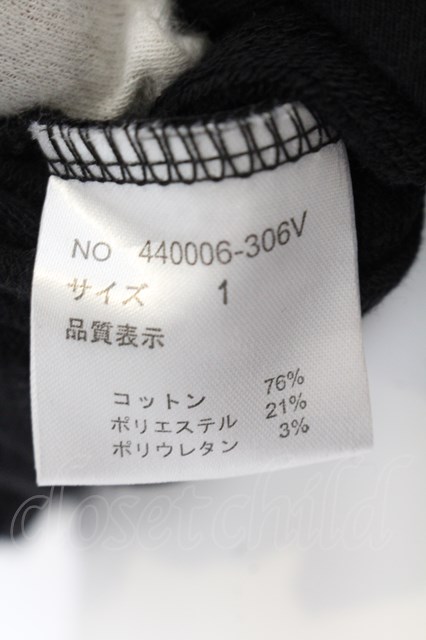 NO 440006-306V
サイズ 1
品質表示
コットン 76%
ポリエステル 21%
ポリウレタン 3%
closetchild